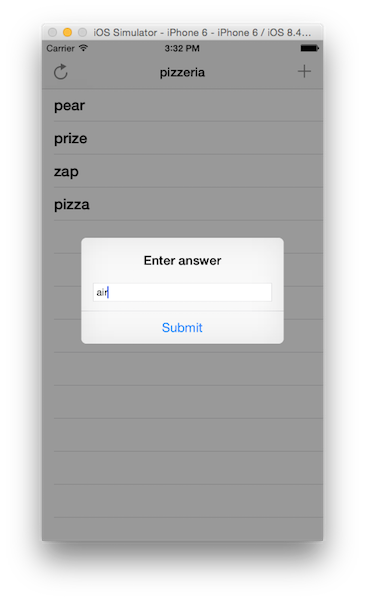 iOS Simulator - iPhone 6 - iPhone 6 / iOS 8.4...
Carrier 3:32 PM
pizzeria
pear
prize
zap
pizza
Enter answer
air
Submit